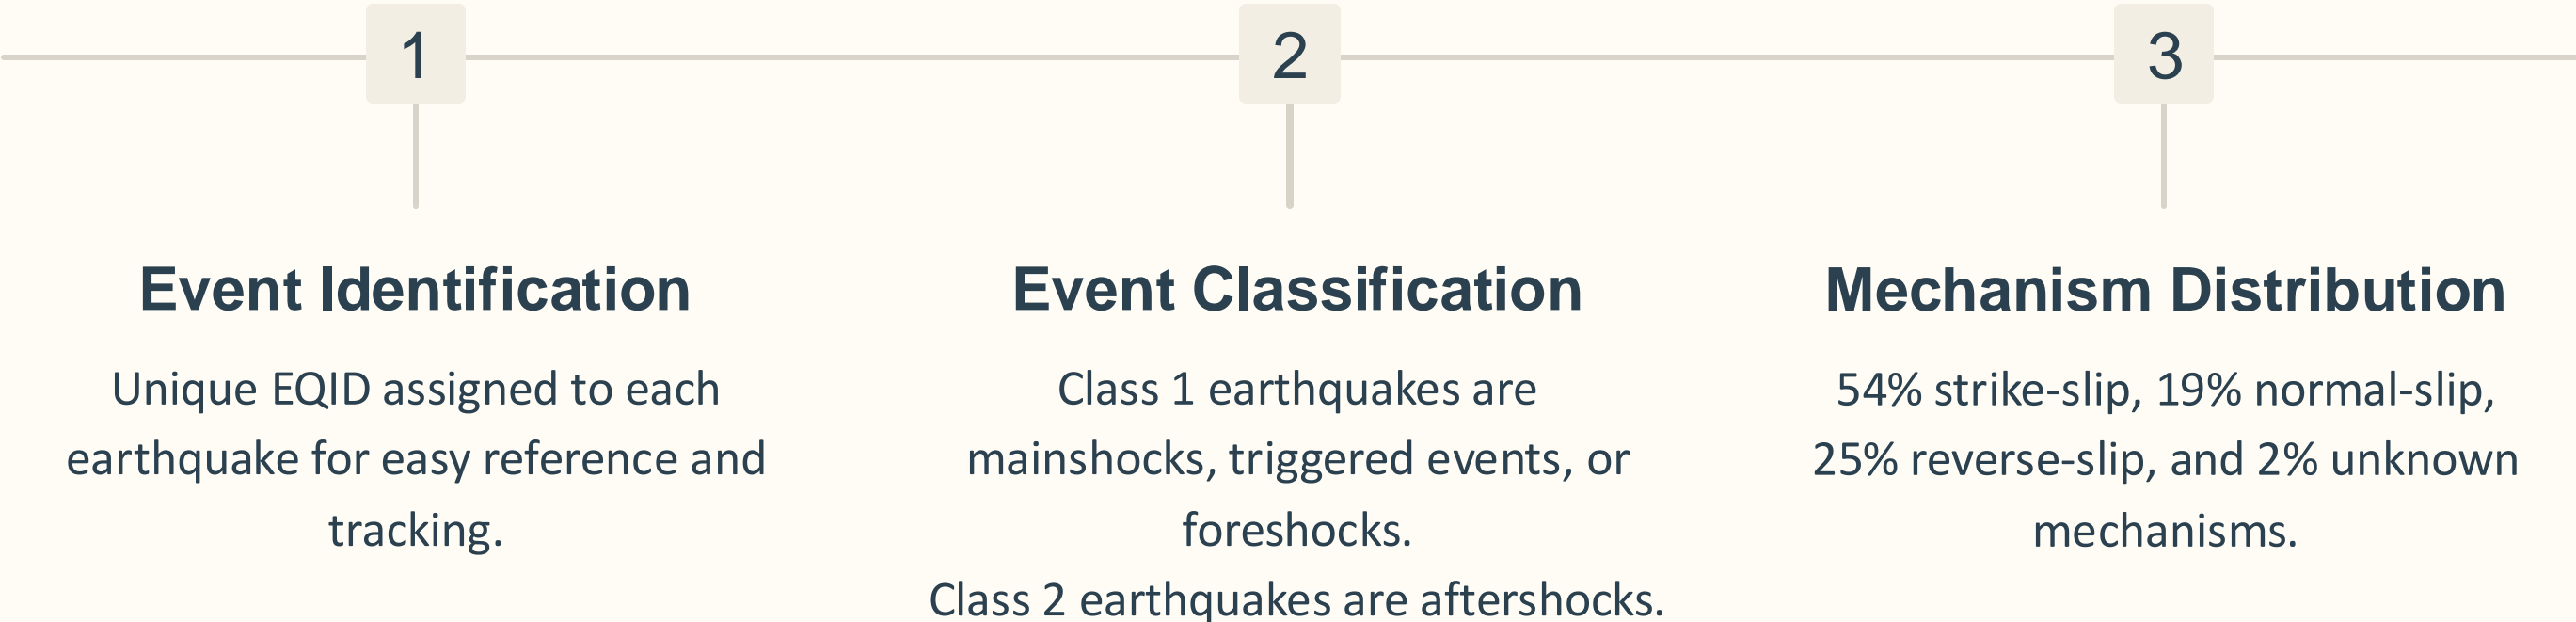 1
Event Identification
Unique EQID assigned to each
earthquake for easy reference and
tracking.
2
Event Classification
Class 1 earthquakes are
mainshocks, triggered events, or
foreshocks.
Class 2 earthquakes are aftershocks.
3
Mechanism Distribution
54% strike-slip, 19% normal-slip,
25% reverse-slip, and 2% unknown
mechanisms.